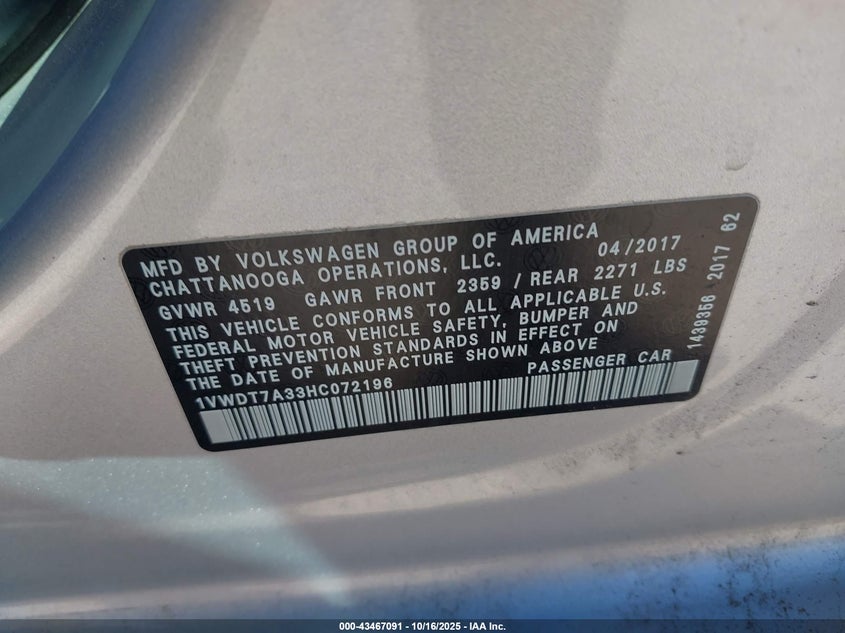 MFD BY VOLKSWAGEN GROUP OF AMERICA
CHATTANOOGA OPERATIONS, LLC. 04/2017
GVWR 4519 GAWR FRONT 2359 / REAR 2271 LBS
THIS VEHICLE CONFORMS TO ALL APPLICABLE U.S.
FEDERAL MOTOR VEHICLE SAFETY, BUMPER AND
THEFT PREVENTION STANDARDS IN EFFECT ON
THE DATE OF MANUFACTURE SHOWN ABOVE
1VWDT7A33HC072196 PASSENGER CAR
1439356 2017 62
000-43467091 - 10/16/2025 - IAA Inc.